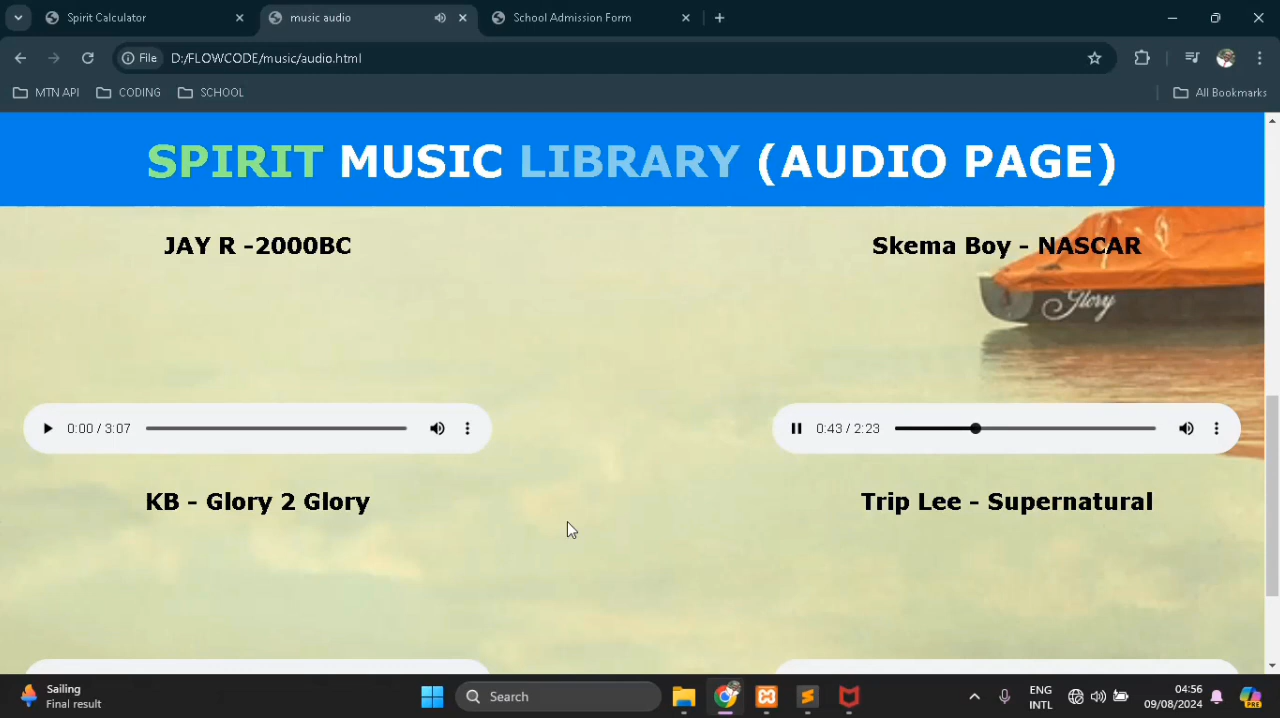 Spirit Calculator
music audio
School Admission Form
File
D:/FLOWCODE/music/audio.html
MTN API
CODING
SCHOOL
All Bookmarks
SPIRIT MUSIC LIBRARY (AUDIO PAGE)
JAY R -2000BC
Skema Boy - NASCAR
Glory
0:00 / 3:07
0:43 / 2:23
KB - Glory 2 Glory
Trip Lee - Supernatural
Sailing
Final result
Search
ENG
INTL
04:56
09/08/2024
PRE